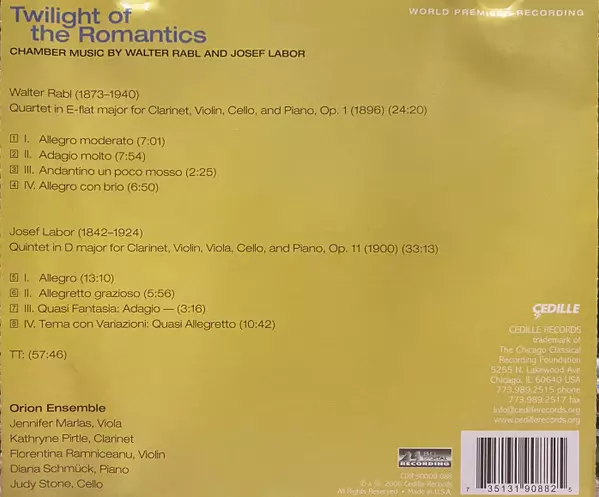 Twilight of
the Romantics
CHAMBER MUSIC BY WALTER RABL AND JOSEF LABOR
WORLD PREMIERE RECORDING
Walter Rabl (1873–1940)
Quartet in E-flat major for Clarinet, Violin, Cello, and Piano, Op. 1 (1896) (24:20)
1 I. Allegro moderato (7:01)
2 II. Adagio molto (7:54)
3 III. Andantino un poco mosso (2:25)
4 IV. Allegro con brio (6:50)
Josef Labor (1842–1924)
Quintet in D major for Clarinet, Violin, Viola, Cello, and Piano, Op. 11 (1900) (33:13)
5 I. Allegro (13:10)
6 II. Allegretto grazioso (5:56)
7 III. Quasi Fantasia: Adagio — (3:16)
8 IV. Tema con Variazioni: Quasi Allegretto (10:42)
TT: (57:46)
Orion Ensemble
Jennifer Marlas, Viola
Kathryne Pirtle, Clarinet
Florentina Ramniceanu, Violin
Diana Schmück, Piano
Judy Stone, Cello
ÇEDILLE
ÇEDILLE RECORDS
trademark of
The Chicago Classical
Recording Foundation
5255 N. Lakewood Ave
Chicago, IL 60640 USA
773.989.2515 phone
773.989.2517 fax
info@cedillerecords.org
www.cedillerecords.org
RECORDING
CDR 90000 088
2006 Cedille Records
All Rights Reserved • Made in U.S.A.
7 35131 90882 5